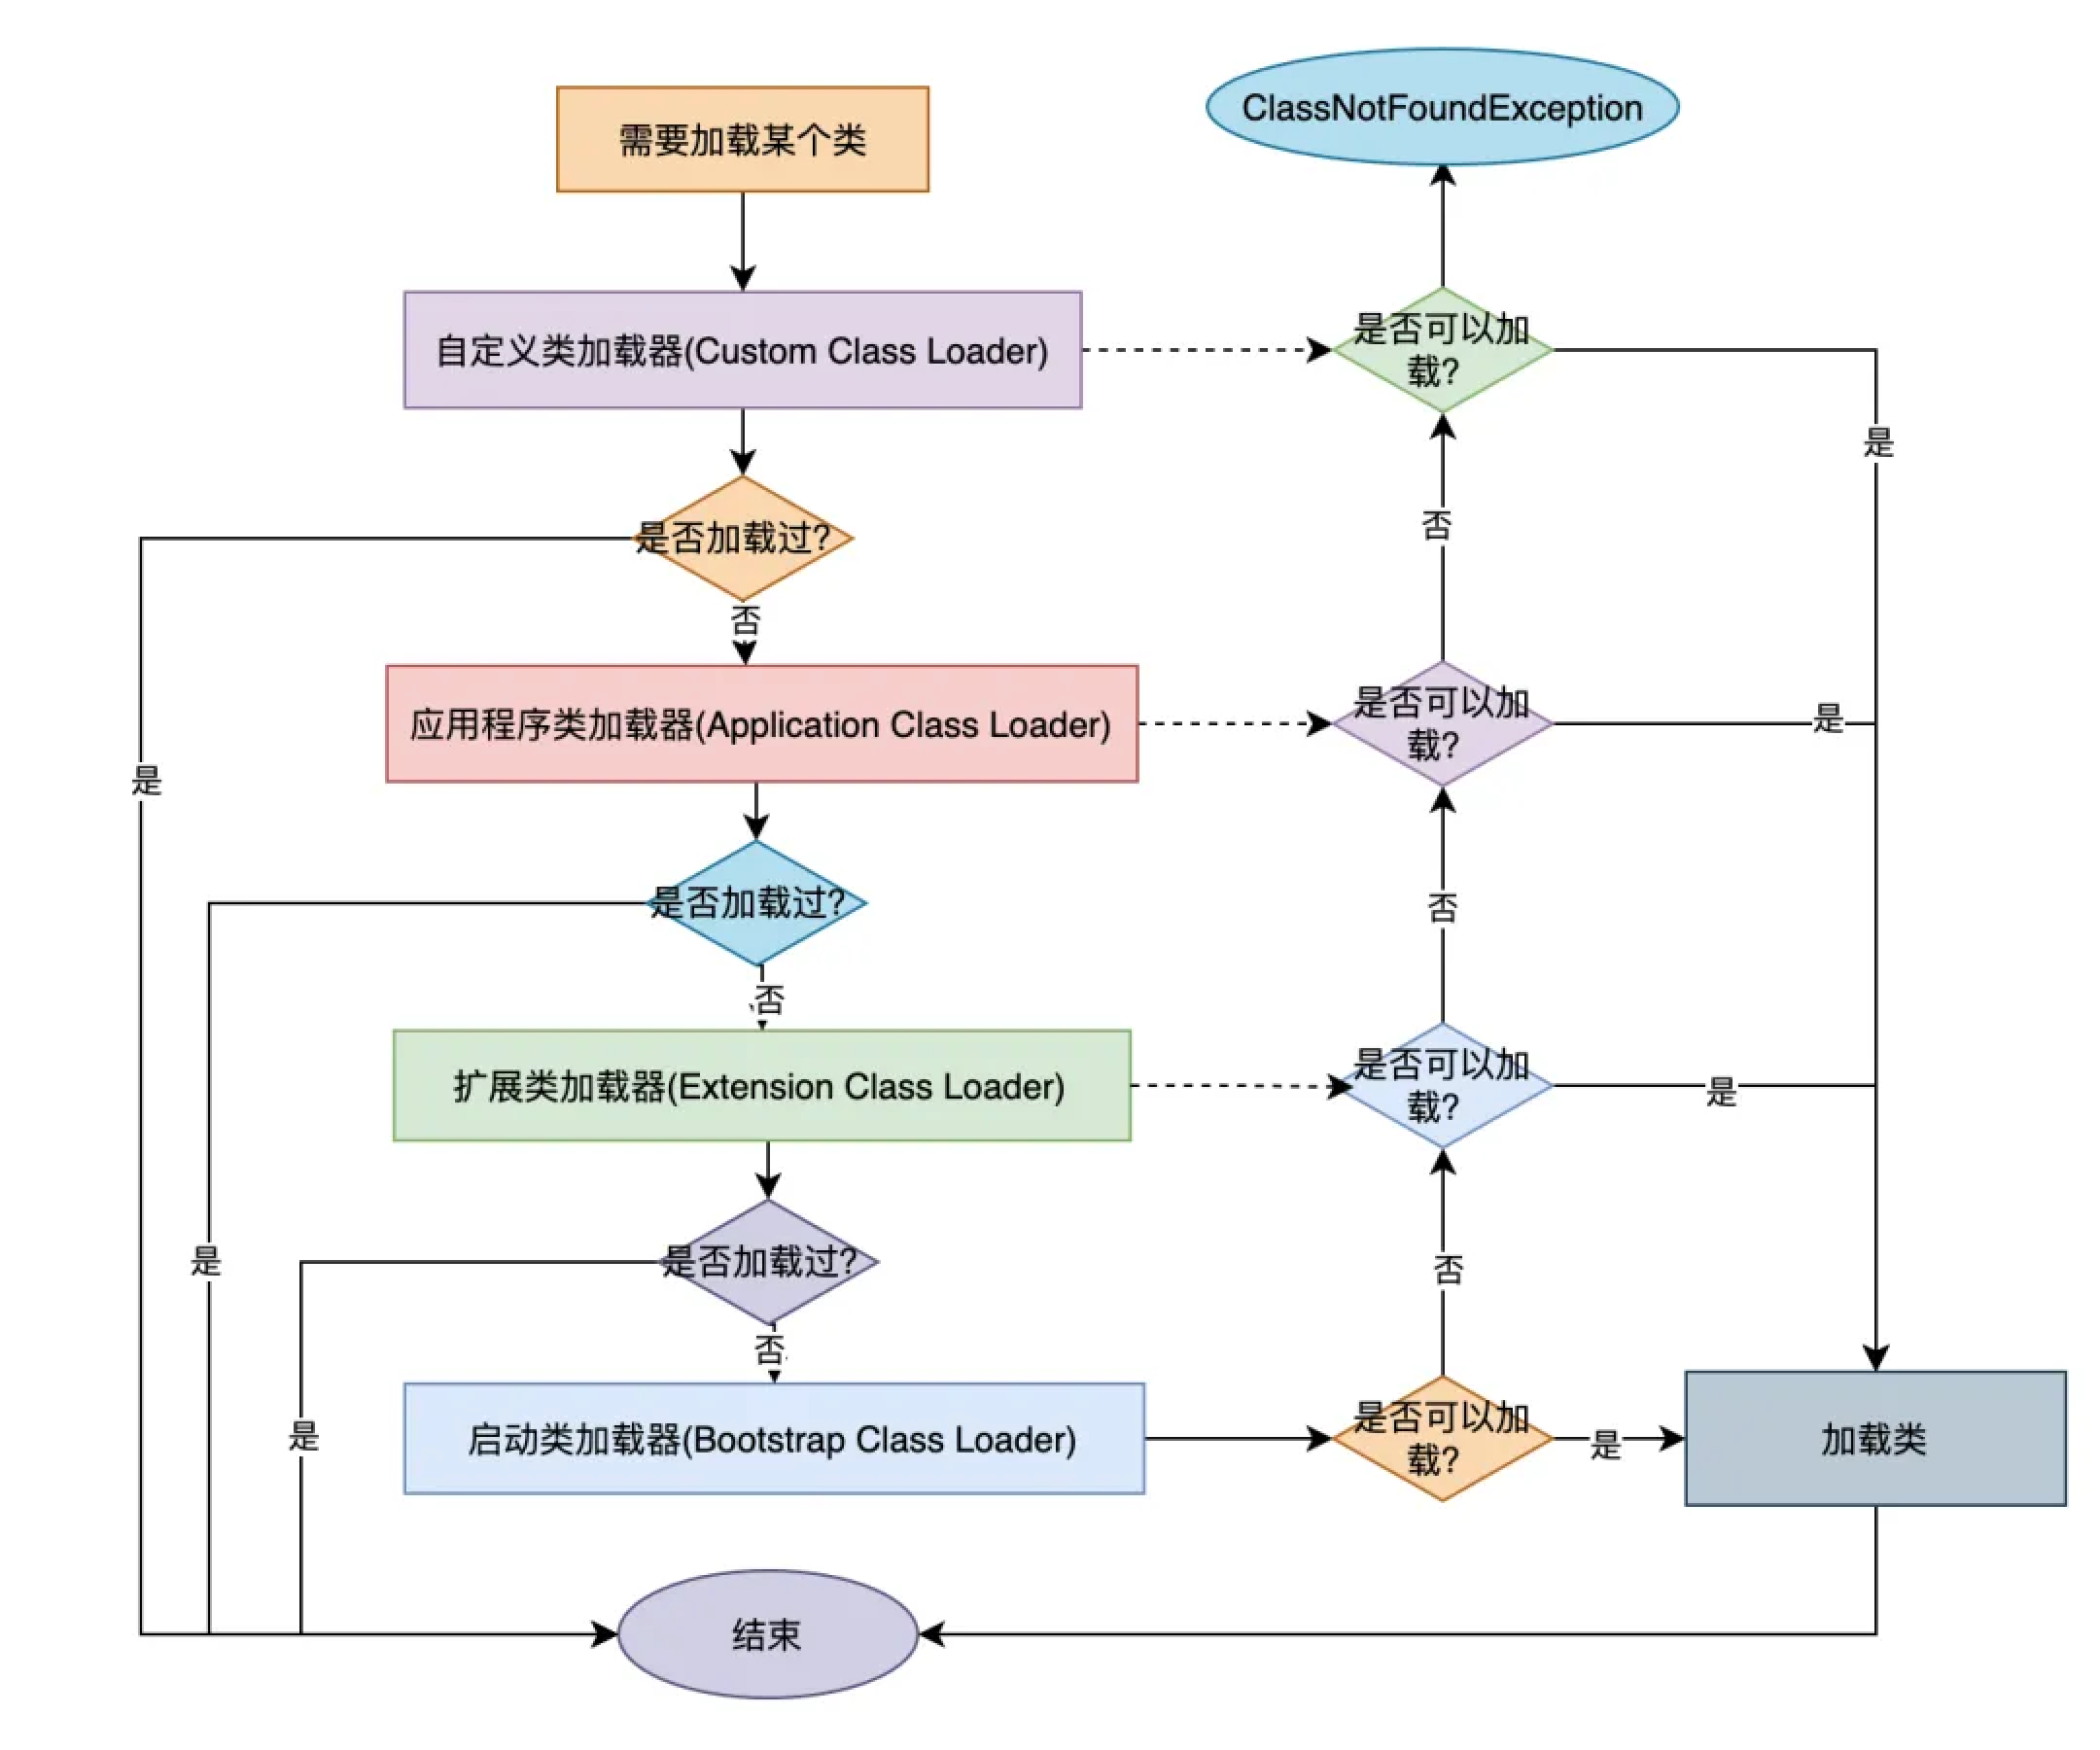 需要加载某个类
ClassNotFoundException
自定义类加载器(Custom Class Loader)
是否可以加
载?
是
否
是否加载过?
否
是
应用程序类加载器(Application Class Loader)
是否可以加
载?
是
否
是否加载过?
否
是
扩展类加载器(Extension Class Loader)
是否可以加
载?
是
否
是否加载过?
否
是
启动类加载器(Bootstrap Class Loader)
是否可以加
载?
是
加载类
结束